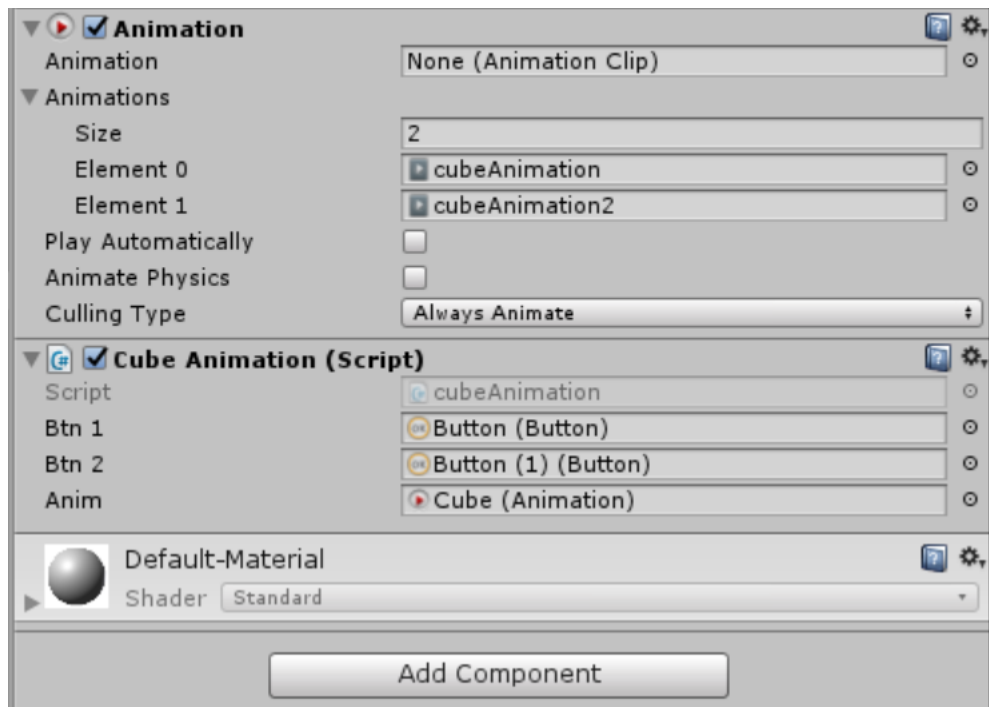 Animation
Animation None (Animation Clip)
Animations
Size 2
Element 0 cubeAnimation
Element 1 cubeAnimation2
Play Automatically
Animate Physics
Culling Type Always Animate
Cube Animation (Script)
Script cubeAnimation
Btn 1 Button (Button)
Btn 2 Button (1) (Button)
Anim Cube (Animation)
Default-Material
Shader Standard
Add Component